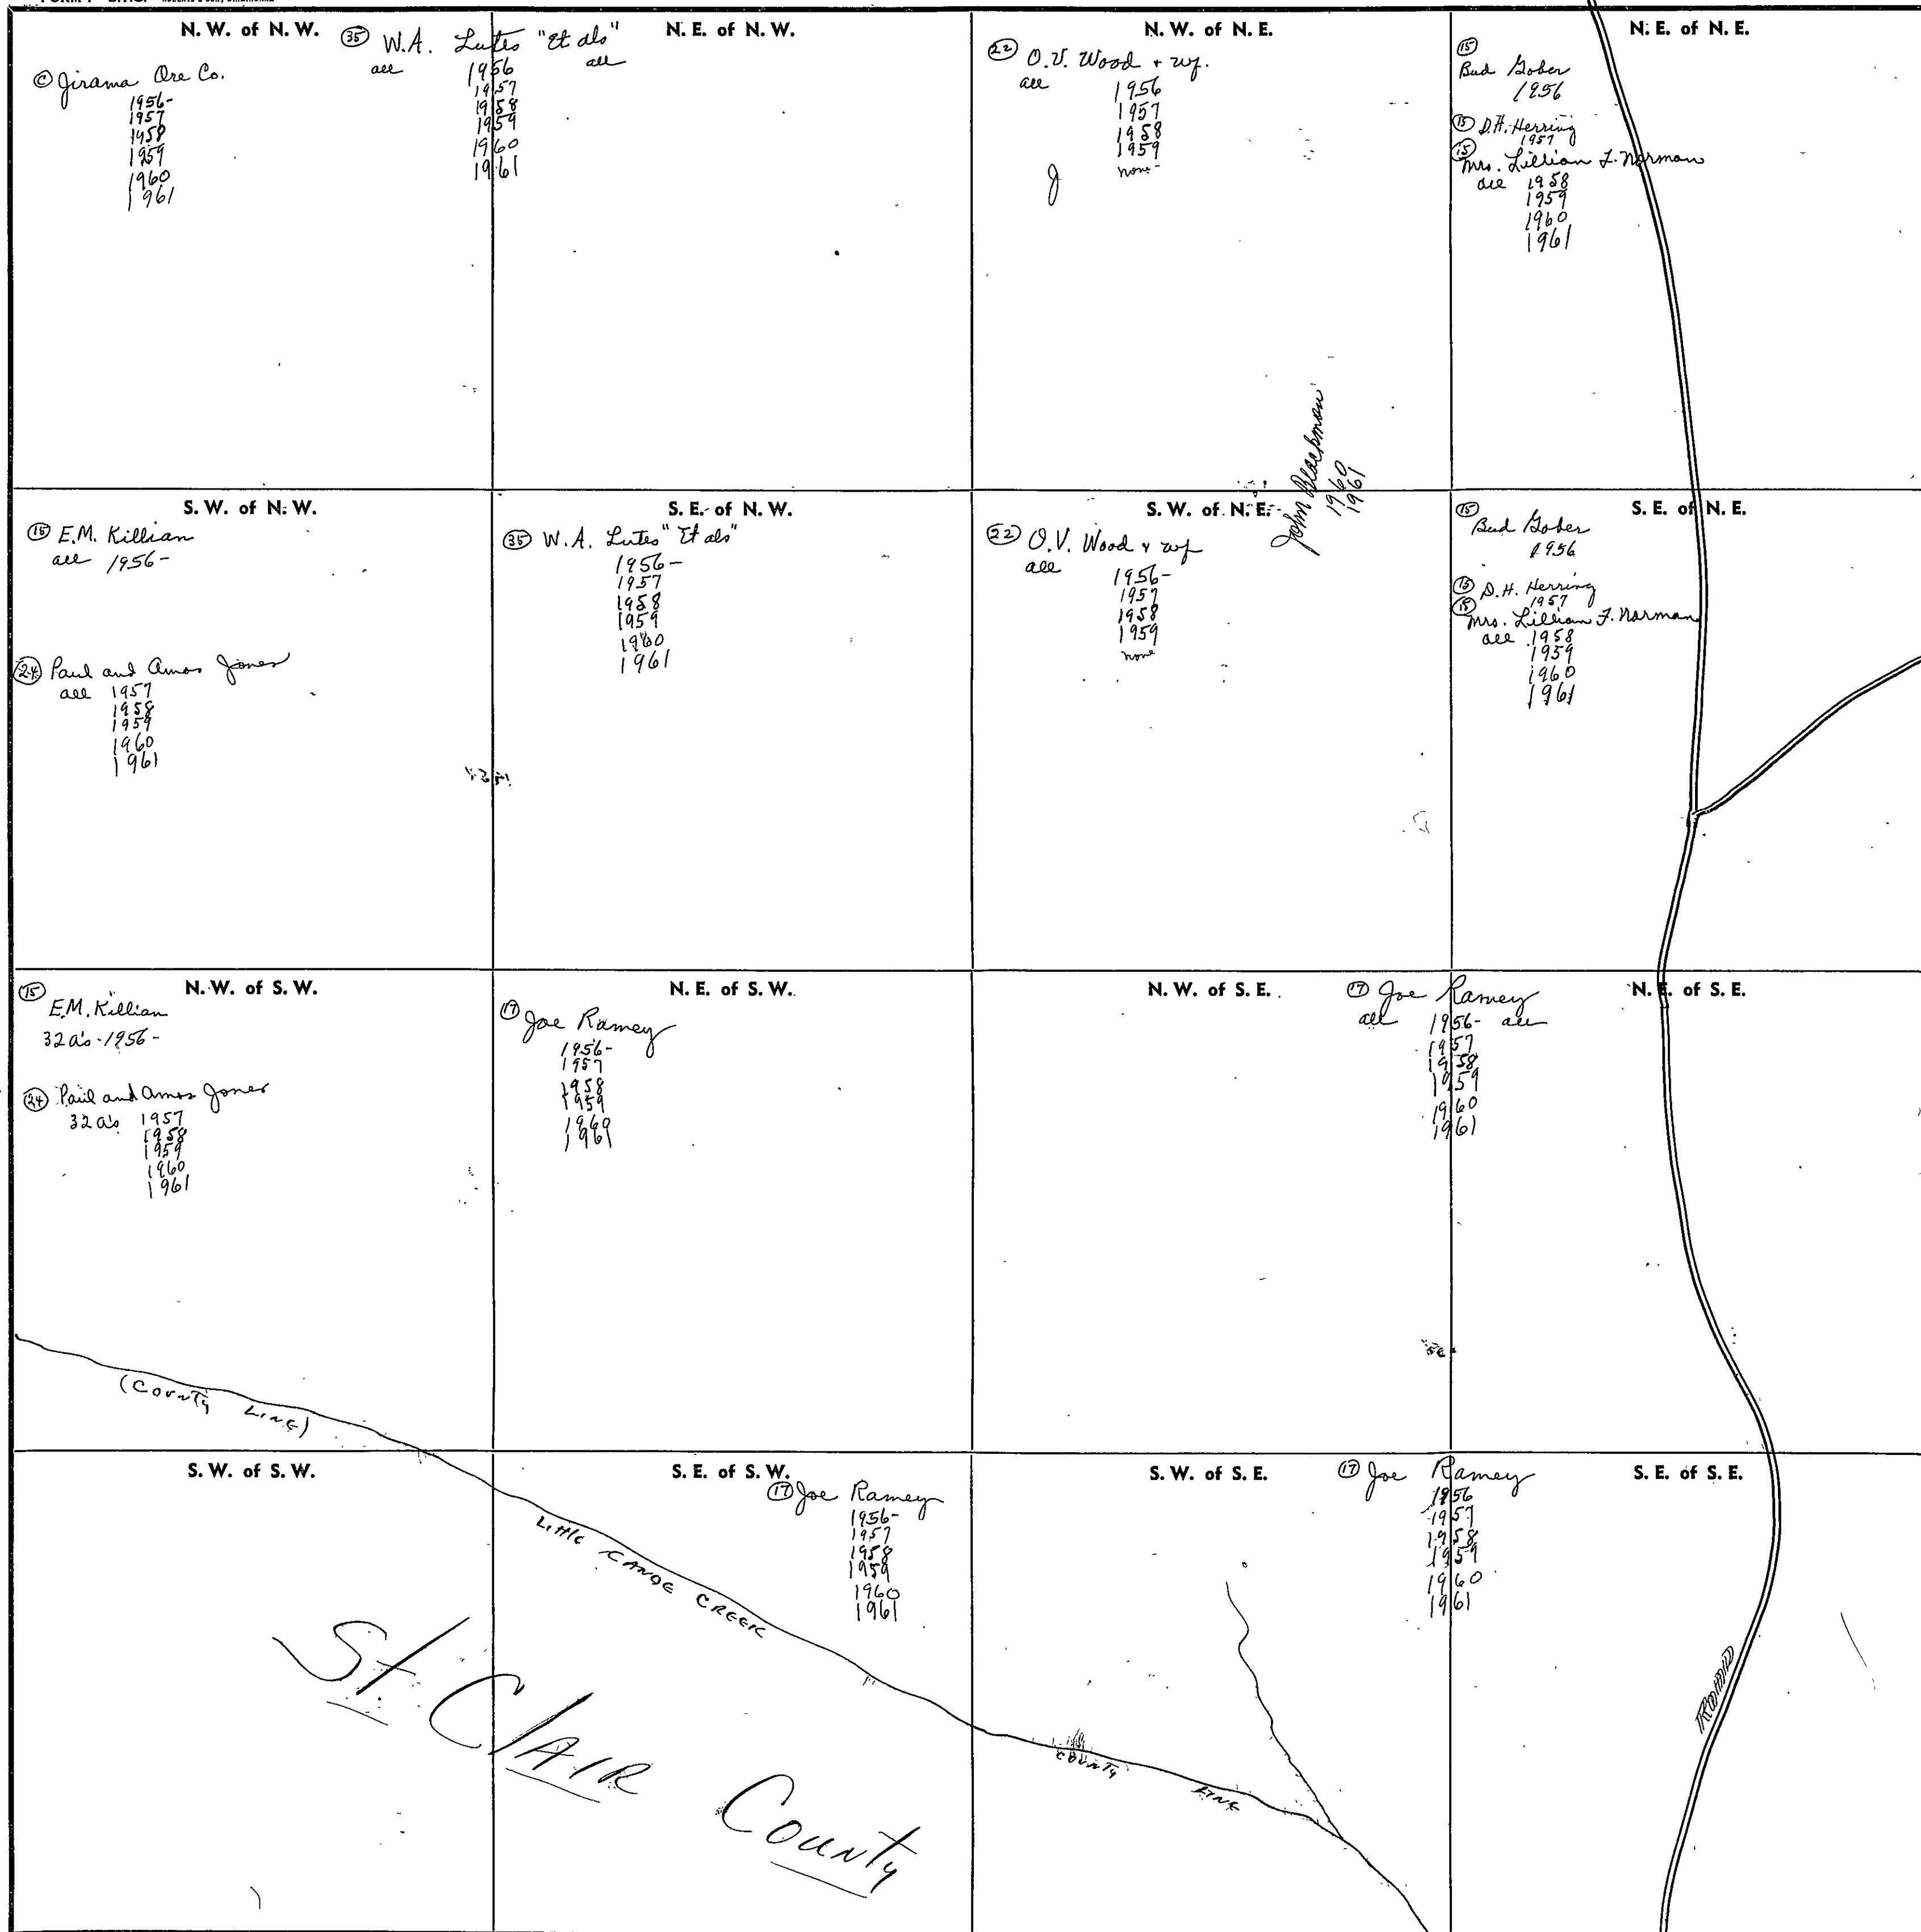 N. W. of N. W.
© Jirama Ore Co.
1956-
1957
1958
1959
1960
1961
㉟ W.A. Lutes "Et als"
all all
1956
1957
1958
1959
1960
1961
N. E. of N. W.
N. W. of N. E.
㉒ O.V. Wood + wf.
all
1956
1957
1958
1959
none-
J
John Blackmon
1960
1961
N. E. of N. E.
⑮
Bud Gober
1956
⑮ D.H. Herring
1957
⑮
Mrs. Lillian F. Norman
all 1958
1959
1960
1961
S. W. of N. W.
⑮ E.M. Killian
all 1956-
㉔ Paul and Amos Jones
all 1957
1958
1959
1960
1961
S. E. of N. W.
㉟ W.A. Lutes "Et als"
1956-
1957
1958
1959
1960
1961
S. W. of N. E.
㉒ O.V. Wood & wf
all
1956-
1957
1958
1959
none
S. E. of N. E.
⑮
Bud Gober
1956
⑮ D.H. Herring
1957
⑮
Mrs. Lillian F. Norman
all 1958
1959
1960
1961
N. W. of S. W.
⑮
E.M. Killian
32 a's - 1956-
㉔ Paul and Amos Jones
32 a's 1957
1958
1959
1960
1961
(County Line)
N. E. of S. W.
⑰ Joe Ramey
1956-
1957
1958
1959
1960
1961
N. W. of S. E.
⑰ Joe Ramey
all 1956- all
1957
1958
1959
1960
1961
N. E. of S. E.
S. W. of S. W.
S. E. of S. W.
⑰ Joe Ramey
1956-
1957
1958
1959
1960
1961
Little Canoe Creek
St. Clair County
S. W. of S. E.
⑰ Joe Ramey
1956
1957
1958
1959
1960
1961
County Line
S. E. of S. E.
Road